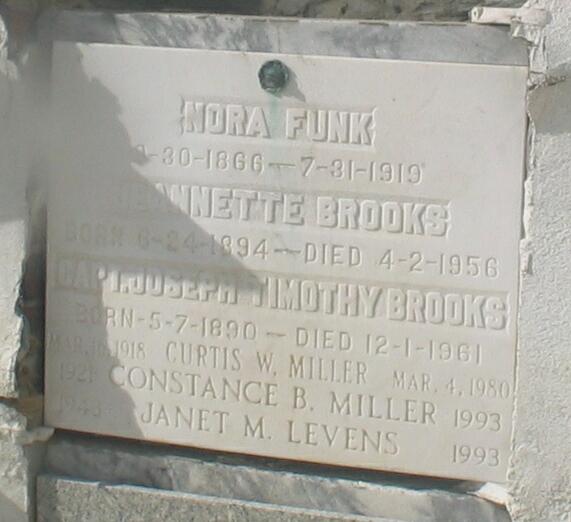 NORA FUNK
-30-1866—7-31-1919
JEANNETTE BROOKS
BORN 6-24-1894—DIED 4-2-1956
CAPT. JOSEPH TIMOTHY BROOKS
BORN-5-7-1890—DIED 12-1-1961
MAR. 1918 CURTIS W. MILLER MAR. 4, 1980
1921 CONSTANCE B. MILLER 1993
JANET M. LEVENS 1993